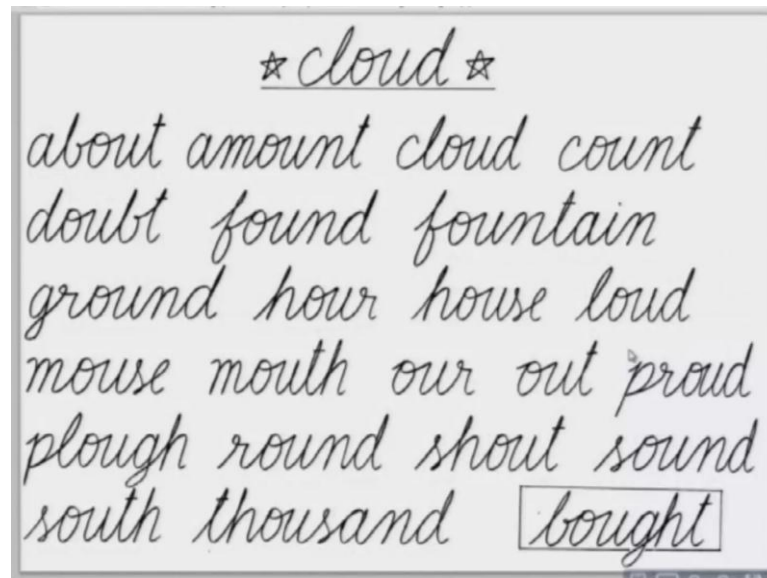 ☆ cloud ☆
about amount cloud count
doubt found fountain
ground hour house loud
mouse mouth our out proud
plough round shout sound
south thousand bought